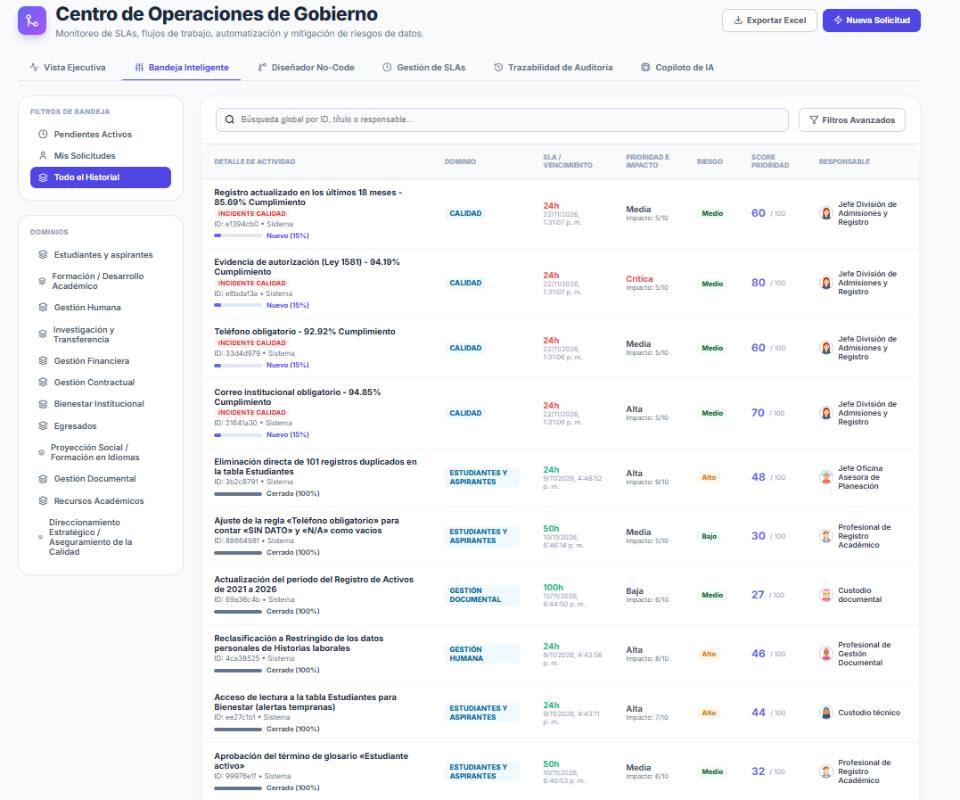 Centro de Operaciones de Gobierno
Monitoreo de SLAs, flujos de trabajo, automatización y mitigación de riesgos de datos.
Exportar Excel
Nueva Solicitud
Vista Ejecutiva
Bandeja Inteligente
Diseñador No-Code
Gestión de SLAs
Trazabilidad de Auditoría
Copiloto de IA
FILTROS DE BANDEJA
Pendientes Activos
Mis Solicitudes
Todo el Historial
DOMINIOS
Estudiantes y aspirantes
Formación / Desarrollo
Académico
Gestión Humana
Investigación y
Transferencia
Gestión Financiera
Gestión Contractual
Bienestar Institucional
Egresados
Proyección Social /
Formación en Idiomas
Gestión Documental
Recursos Académicos
Direccionamiento
Estratégico /
Aseguramiento de la
Calidad
Búsqueda global por ID, título o responsable...
Filtros Avanzados
DETALLE DE ACTIVIDAD
DOMINIO
SLA /
VENCIMIENTO
PRIORIDAD E
IMPACTO
RIESGO
SCORE
PRIORIDAD
RESPONSABLE
Registro actualizado en los últimos 18 meses -
85.69% Cumplimiento
INCIDENTE CALIDAD
ID: e1394cb0 • Sistema
Nuevo (15%)
CALIDAD
24h
22/11/2026,
1:31:07 p. m.
Media
Impacto: 5/10
Medio
60 / 100
Jefe División de
Admisiones y
Registro
Evidencia de autorización (Ley 1581) - 94.19%
Cumplimiento
INCIDENTE CALIDAD
ID: e6bdaf3a • Sistema
Nuevo (15%)
CALIDAD
24h
22/11/2026,
1:31:07 p. m.
Crítica
Impacto: 5/10
Medio
80 / 100
Jefe División de
Admisiones y
Registro
Teléfono obligatorio - 92.92% Cumplimiento
INCIDENTE CALIDAD
ID: 33d4d979 • Sistema
Nuevo (15%)
CALIDAD
24h
22/11/2026,
1:31:06 p. m.
Media
Impacto: 5/10
Medio
60 / 100
Jefe División de
Admisiones y
Registro
Correo institucional obligatorio - 94.85%
Cumplimiento
INCIDENTE CALIDAD
ID: 21641a30 • Sistema
Nuevo (15%)
CALIDAD
24h
22/11/2026,
1:31:06 p. m.
Alta
Impacto: 5/10
Medio
70 / 100
Jefe División de
Admisiones y
Registro
Eliminación directa de 101 registros duplicados en
la tabla Estudiantes
ID: 3b2c8791 • Sistema
Cerrado (100%)
ESTUDIANTES Y
ASPIRANTES
24h
9/11/2026, 4:48:52
p. m.
Alta
Impacto: 9/10
Alto
48 / 100
Jefe Oficina
Asesora de
Planeación
Ajuste de la regla «Teléfono obligatorio» para
contar «SIN DATO» y «N/A» como vacíos
ID: 8866498f • Sistema
Cerrado (100%)
ESTUDIANTES Y
ASPIRANTES
50h
10/11/2026,
6:46:14 p. m.
Media
Impacto: 5/10
Bajo
30 / 100
Profesional de
Registro
Académico
Actualización del periodo del Registro de Activos
de 2021 a 2026
ID: 69a36c4b • Sistema
Cerrado (100%)
GESTIÓN
DOCUMENTAL
100h
12/11/2026,
8:44:50 p. m.
Baja
Impacto: 6/10
Medio
27 / 100
Custodio
documental
Reclasificación a Restringido de los datos
personales de Historias laborales
ID: 4ca38525 • Sistema
Cerrado (100%)
GESTIÓN
HUMANA
24h
9/11/2026, 4:43:58
p. m.
Alta
Impacto: 8/10
Alto
46 / 100
Profesional de
Gestión
Documental
Acceso de lectura a la tabla Estudiantes para
Bienestar (alertas tempranas)
ID: ee27c1b1 • Sistema
Cerrado (100%)
ESTUDIANTES Y
ASPIRANTES
24h
9/11/2026, 4:43:11
p. m.
Alta
Impacto: 7/10
Alto
44 / 100
Custodio técnico
Aprobación del término de glosario «Estudiante
activo»
ID: 99976e1f • Sistema
Cerrado (100%)
ESTUDIANTES Y
ASPIRANTES
50h
10/11/2026,
6:40:53 p. m.
Media
Impacto: 6/10
Medio
32 / 100
Profesional de
Registro
Académico